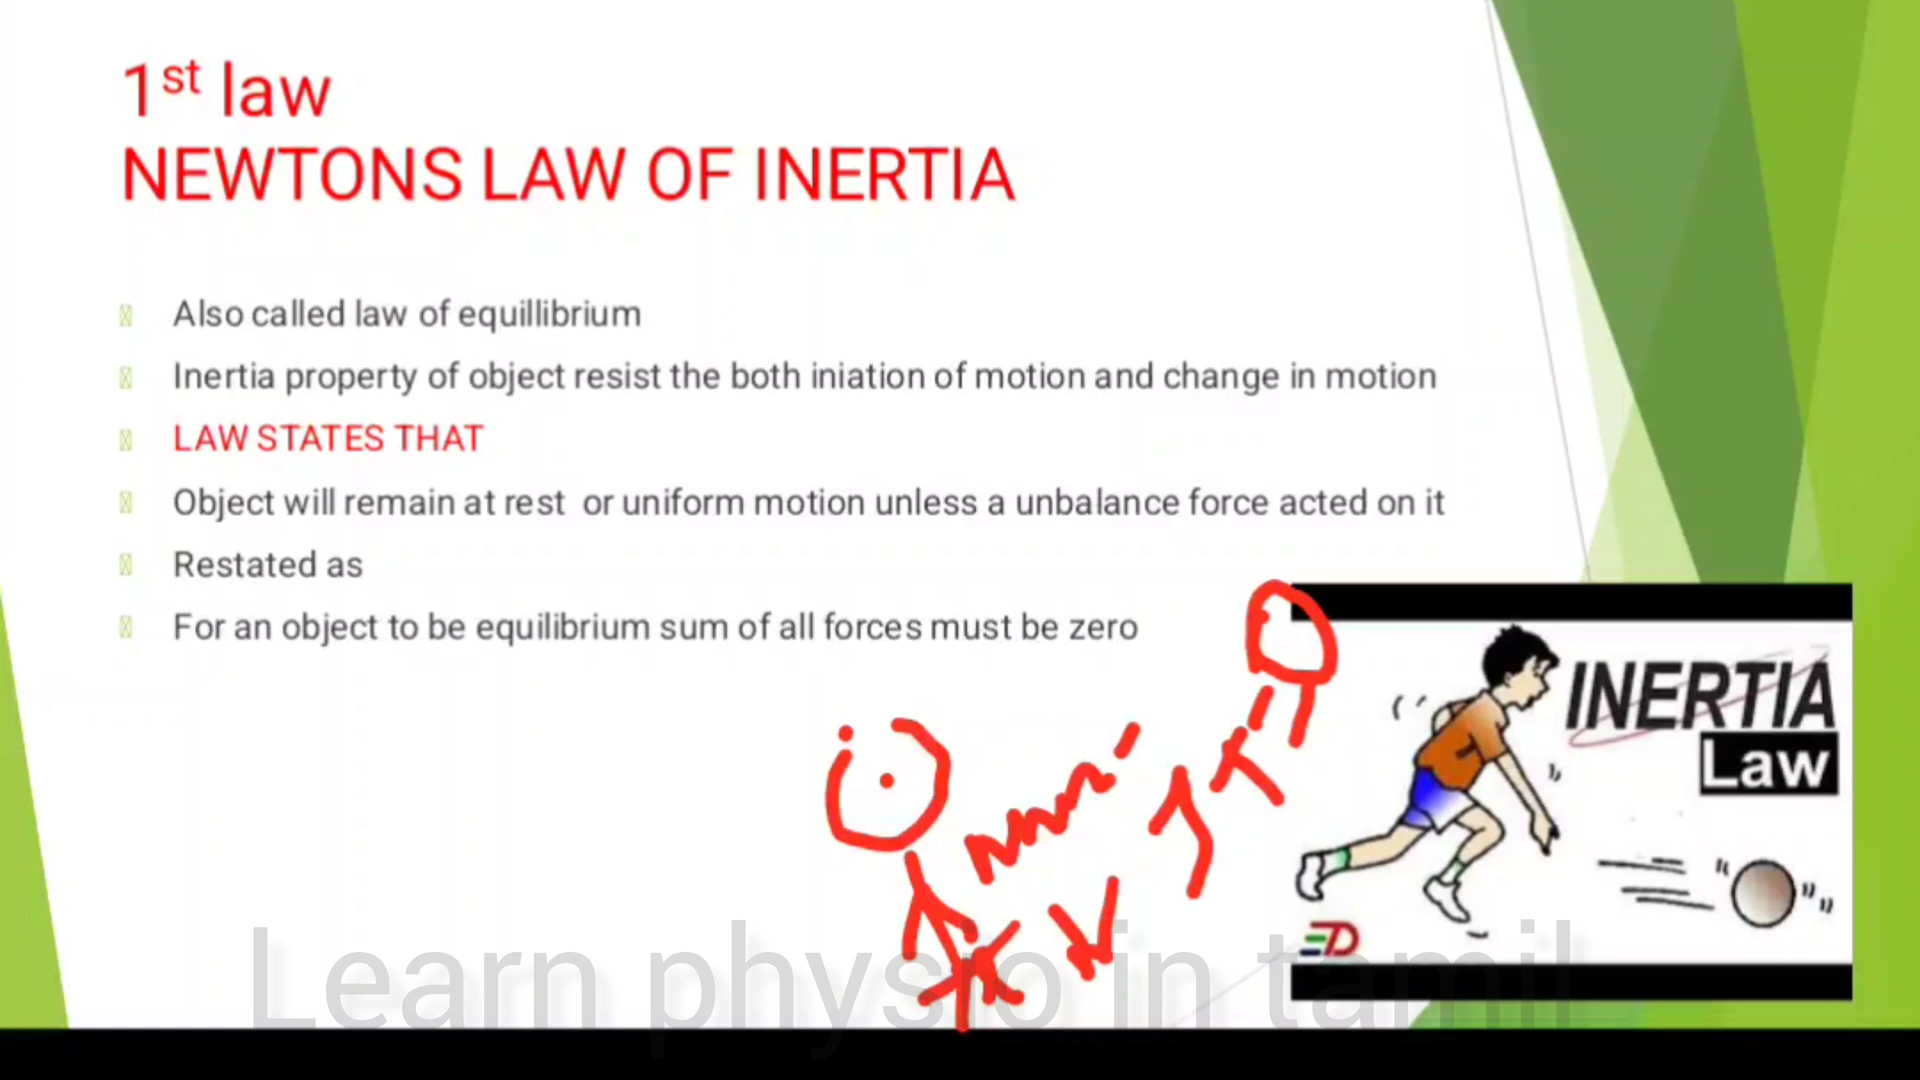 1st law
NEWTONS LAW OF INERTIA
Also called law of equillibrium
Inertia property of object resist the both iniation of motion and change in motion
LAW STATES THAT
Object will remain at rest or uniform motion unless a unbalance force acted on it
Restated as
For an object to be equilibrium sum of all forces must be zero
INERTIA
Law
ED
Learn physio in tamil